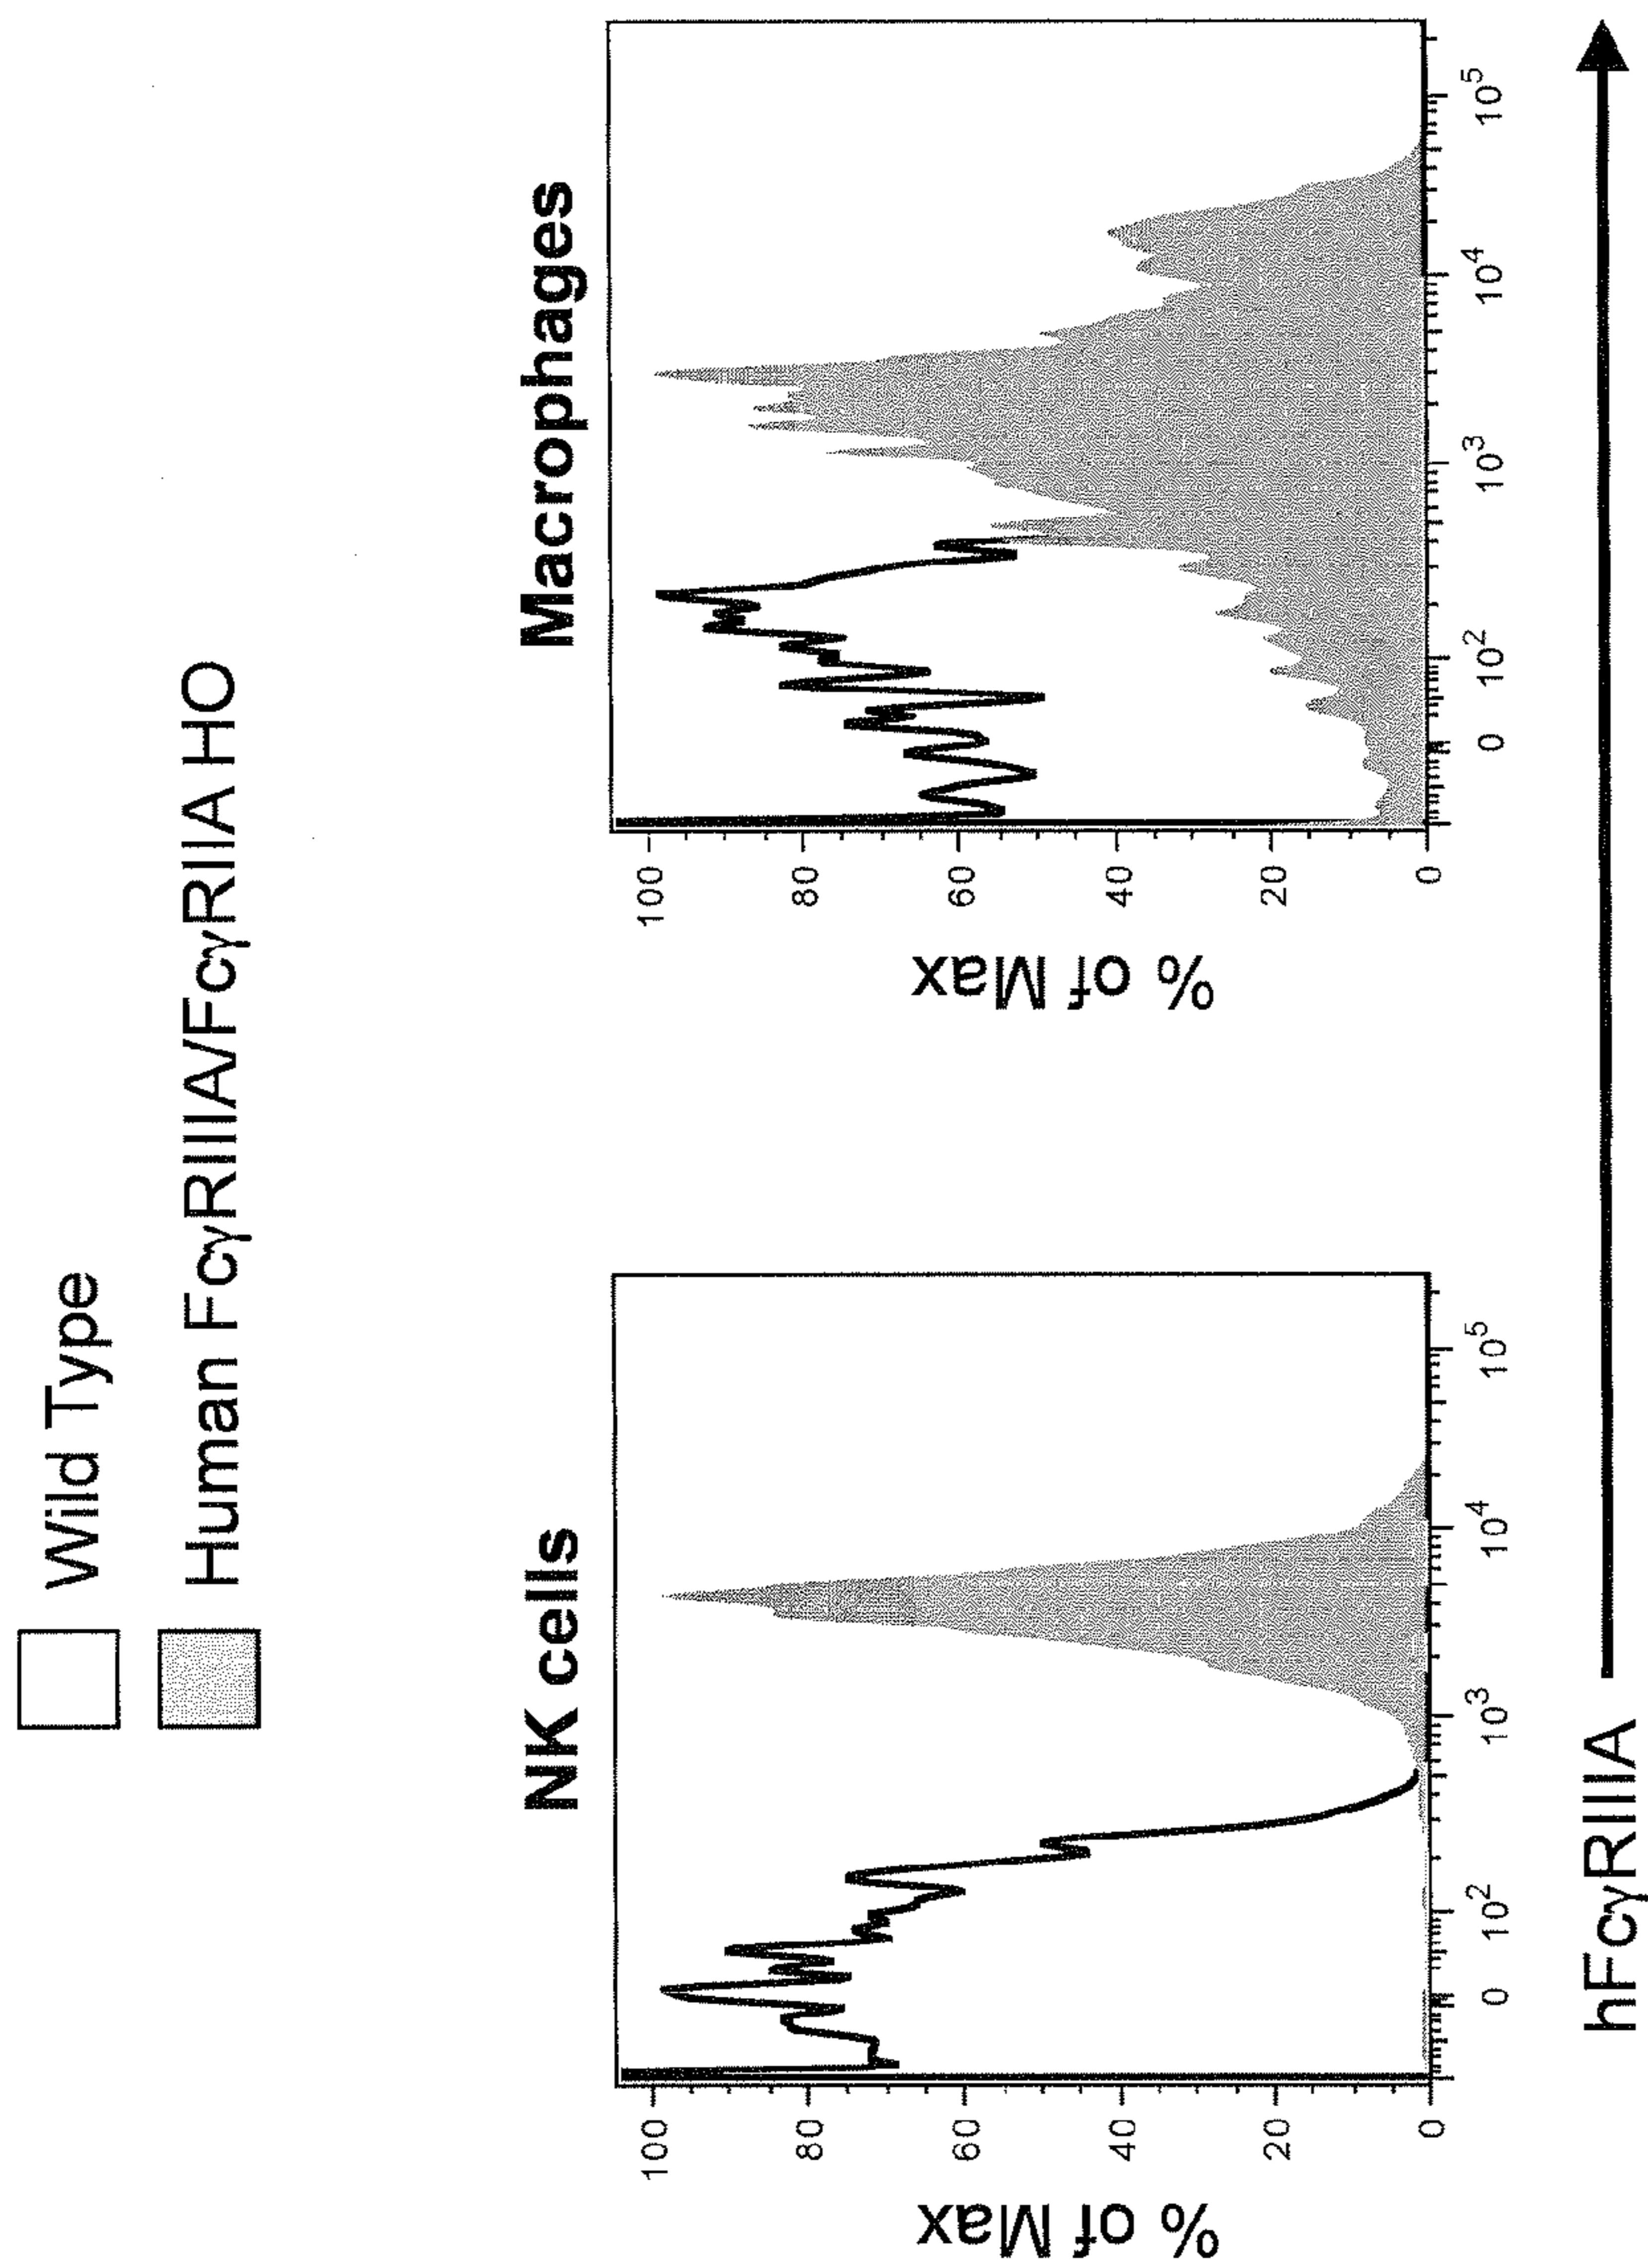 Wild Type
Human FcγRIIIA/FcγRIIA HO
NK cells
% of Max
100
80
60
40
20
0
0 10² 10³ 10⁴ 10⁵
Macrophages
% of Max
100
80
60
40
20
0
0 10² 10³ 10⁴ 10⁵
hFcγRIIIA